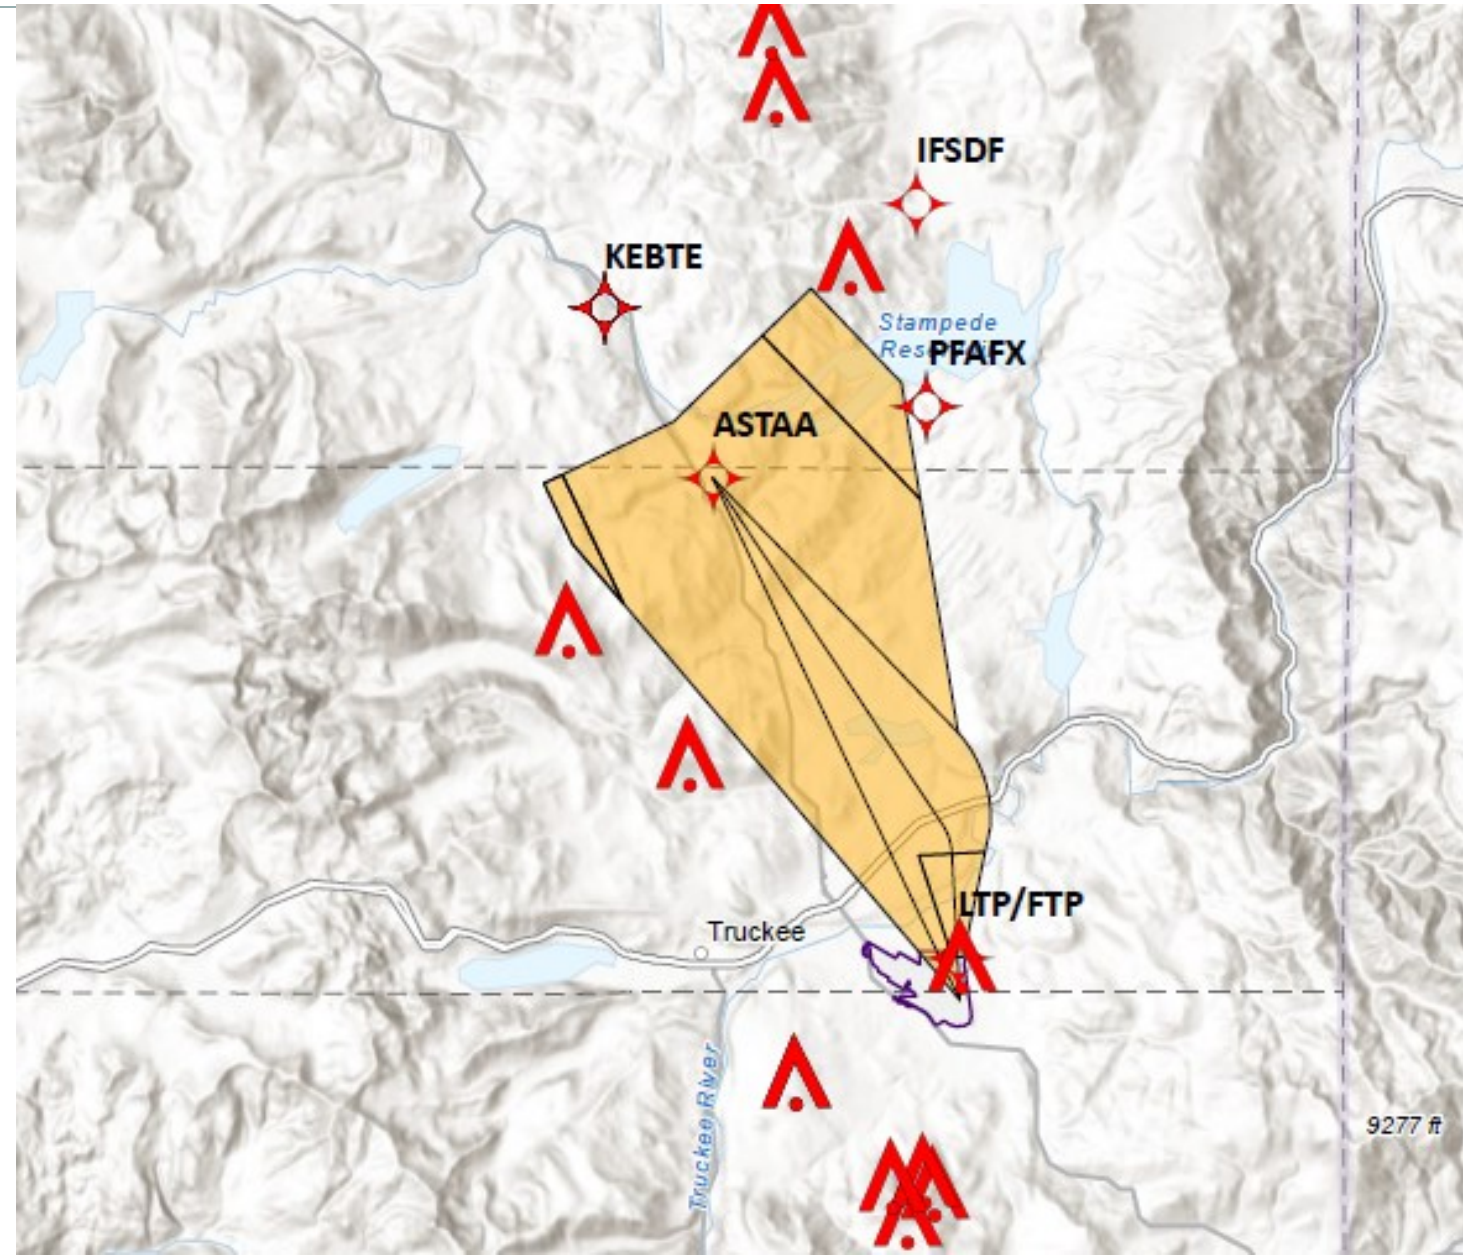 IFSDF
KEBTE
Stampede
Res
PFAFX
ASTAA
LTP/FTP
Truckee
Truckee River
9277 ft